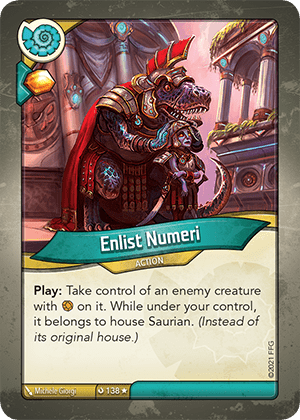 Enlist Numeri
ACTION
Play: Take control of an enemy creature
with on it. While under your control,
it belongs to house Saurian. (Instead of
its original house.)
©2021 FFG
Michele Giorgi
138★